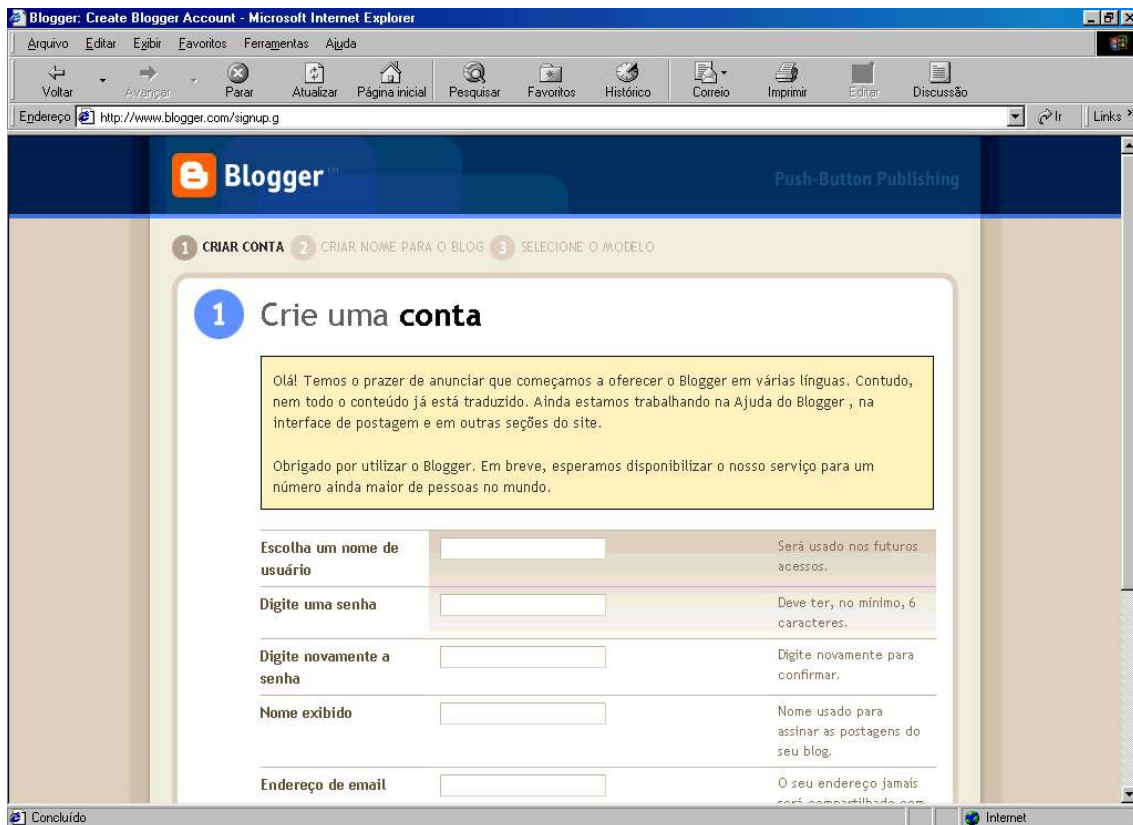 Blogger: Create Blogger Account - Microsoft Internet Explorer
Arquivo Editar Exibir Favoritos Ferramentas Ajuda
Voltar Avançar Parar Atualizar Página inicial Pesquisar Favoritos Histórico Correio Imprimir Editar Discussão
Endereço http://www.blogger.com/signup.g Ir Links »
Blogger™ Push-Button Publishing
1 CRIAR CONTA 2 CRIAR NOME PARA O BLOG 3 SELECIONE O MODELO
1 Crie uma conta
Olá! Temos o prazer de anunciar que começamos a oferecer o Blogger em várias línguas. Contudo,
nem todo o conteúdo já está traduzido. Ainda estamos trabalhando na Ajuda do Blogger , na
interface de postagem e em outras seções do site.
Obrigado por utilizar o Blogger. Em breve, esperamos disponibilizar o nosso serviço para um
número ainda maior de pessoas no mundo.
Escolha um nome de
usuário
Será usado nos futuros
acessos.
Digite uma senha
Deve ter, no mínimo, 6
caracteres.
Digite novamente a
senha
Digite novamente para
confirmar.
Nome exibido
Nome usado para
assinar as postagens do
seu blog.
Endereço de email
O seu endereço jamais
será compartilhado com
Concluído Internet